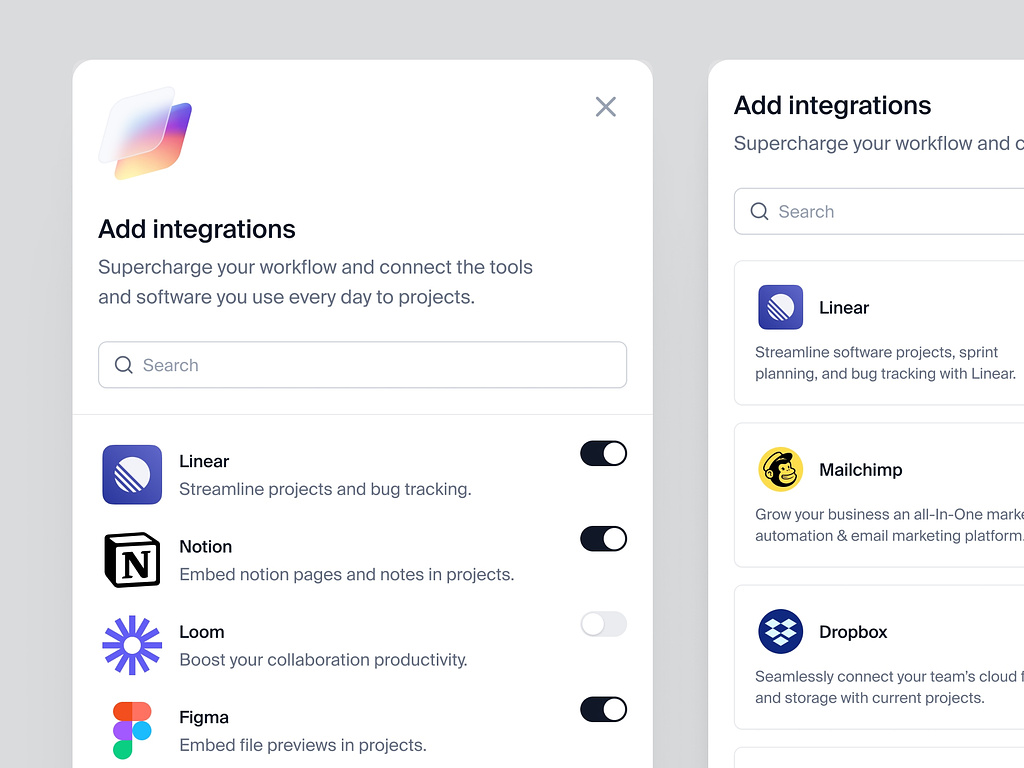 Add integrations
Supercharge your workflow and connect the tools
and software you use every day to projects.
Search
Linear
Streamline projects and bug tracking.
N
Notion
Embed notion pages and notes in projects.
Loom
Boost your collaboration productivity.
Figma
Embed file previews in projects.
Add integrations
Supercharge your workflow and
Search
Linear
Streamline software projects, sprint
planning, and bug tracking with Linear.
Mailchimp
Grow your business an all-In-One
automation & email marketing platform.
Dropbox
Seamlessly connect your team's cloud
and storage with current projects.